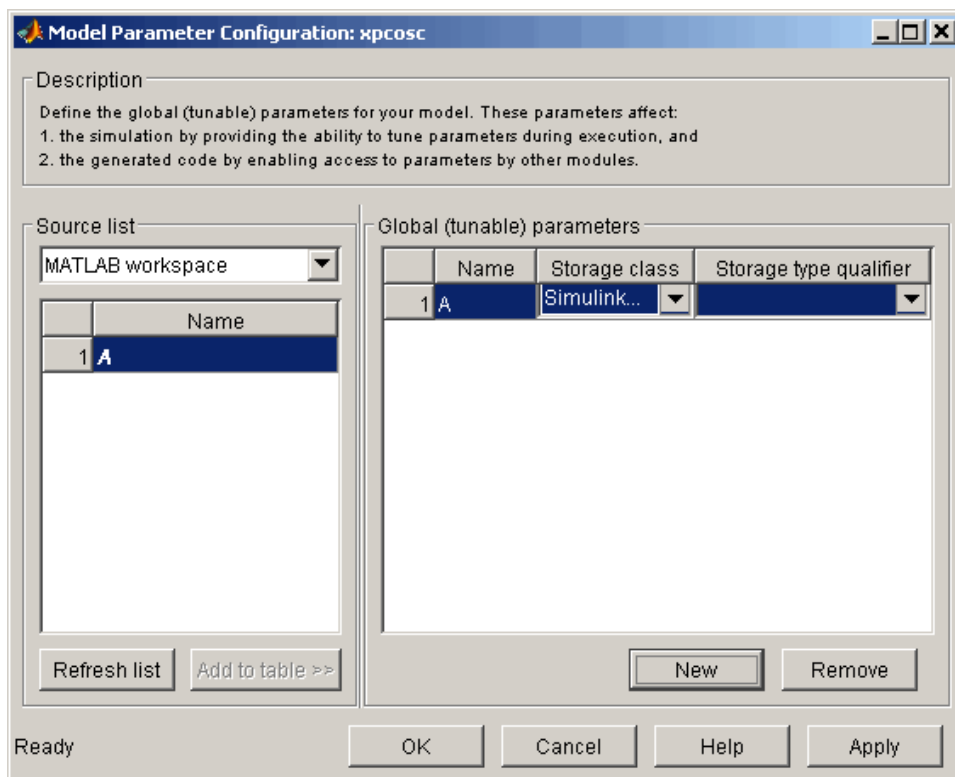 Model Parameter Configuration: xpcosc
Description
Define the global (tunable) parameters for your model. These parameters affect:
1. the simulation by providing the ability to tune parameters during execution, and
2. the generated code by enabling access to parameters by other modules.
Source list
MATLAB workspace
Name
1 A
Refresh list Add to table >>
Global (tunable) parameters
Name Storage class Storage type qualifier
1 A Simulink...
New Remove
Ready OK Cancel Help Apply